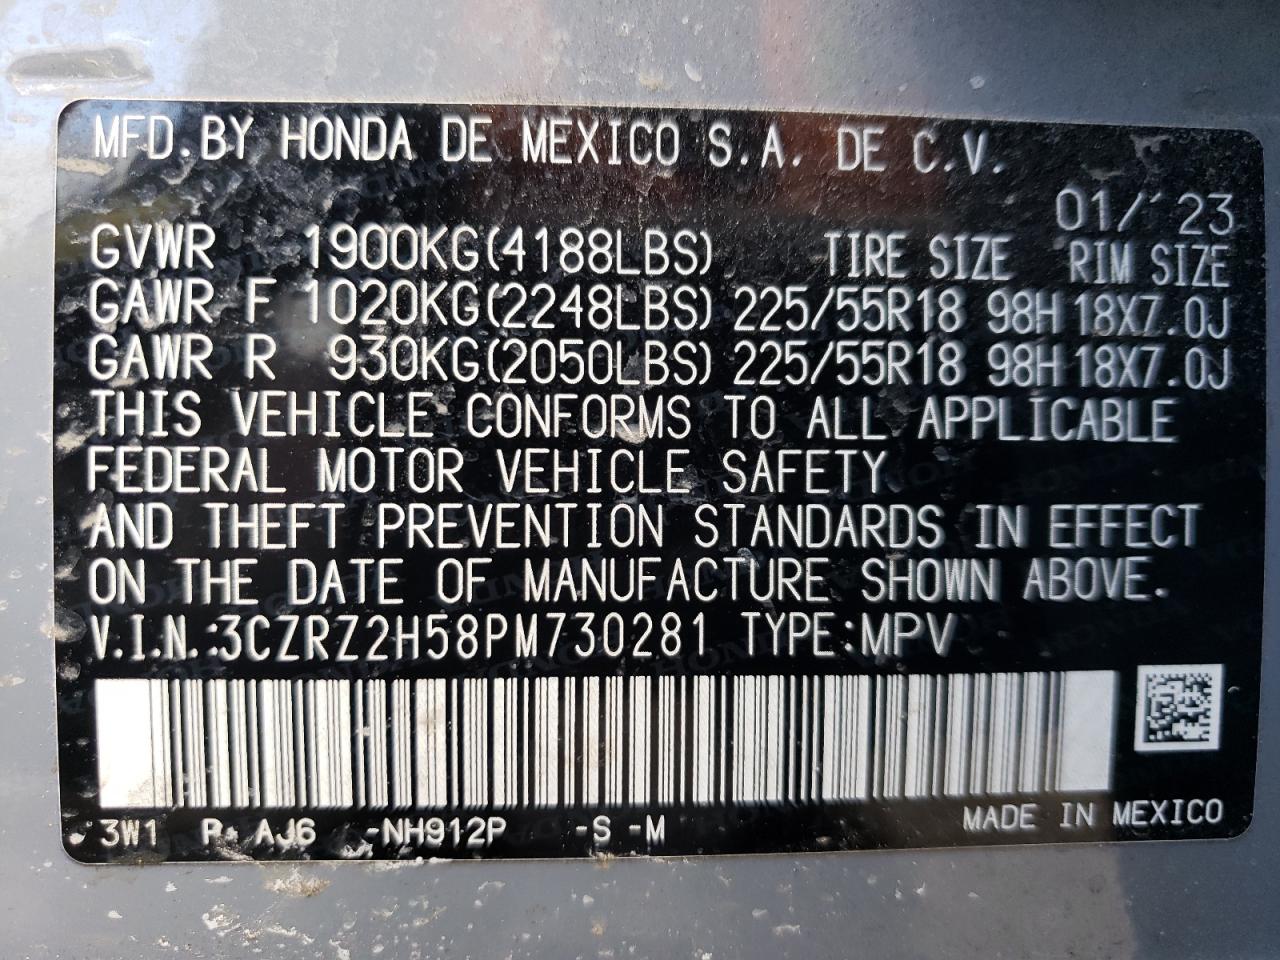 MFD.BY HONDA DE MEXICO S.A. DE C.V.
01/'23
GVWR 1900KG(4188LBS) TIRE SIZE RIM SIZE
GAWR F 1020KG(2248LBS) 225/55R18 98H 18X7.0J
GAWR R 930KG(2050LBS) 225/55R18 98H 18X7.0J
THIS VEHICLE CONFORMS TO ALL APPLICABLE
FEDERAL MOTOR VEHICLE SAFETY
AND THEFT PREVENTION STANDARDS IN EFFECT
ON THE DATE OF MANUFACTURE SHOWN ABOVE.
V.I.N.:3CZRZ2H58PM730281 TYPE:MPV
3W1 R- AJ6 -NH912P -S -M MADE IN MEXICO